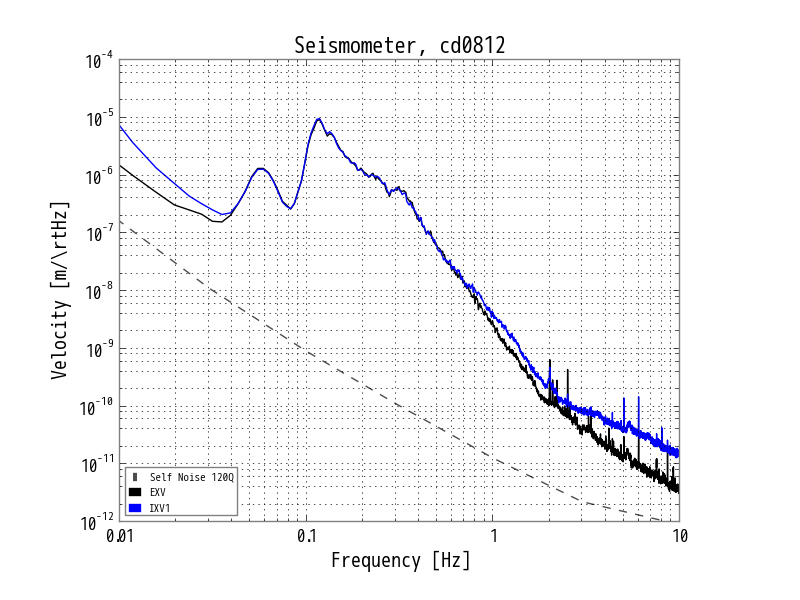 Seismometer, cd0812
10^-4
10^-5
10^-6
10^-7
10^-8
10^-9
10^-10
10^-11
10^-12
Velocity [m/\rtHz]
Self Noise 120Q
EXV
IXV1
0.01
0.1
1
10
Frequency [Hz]